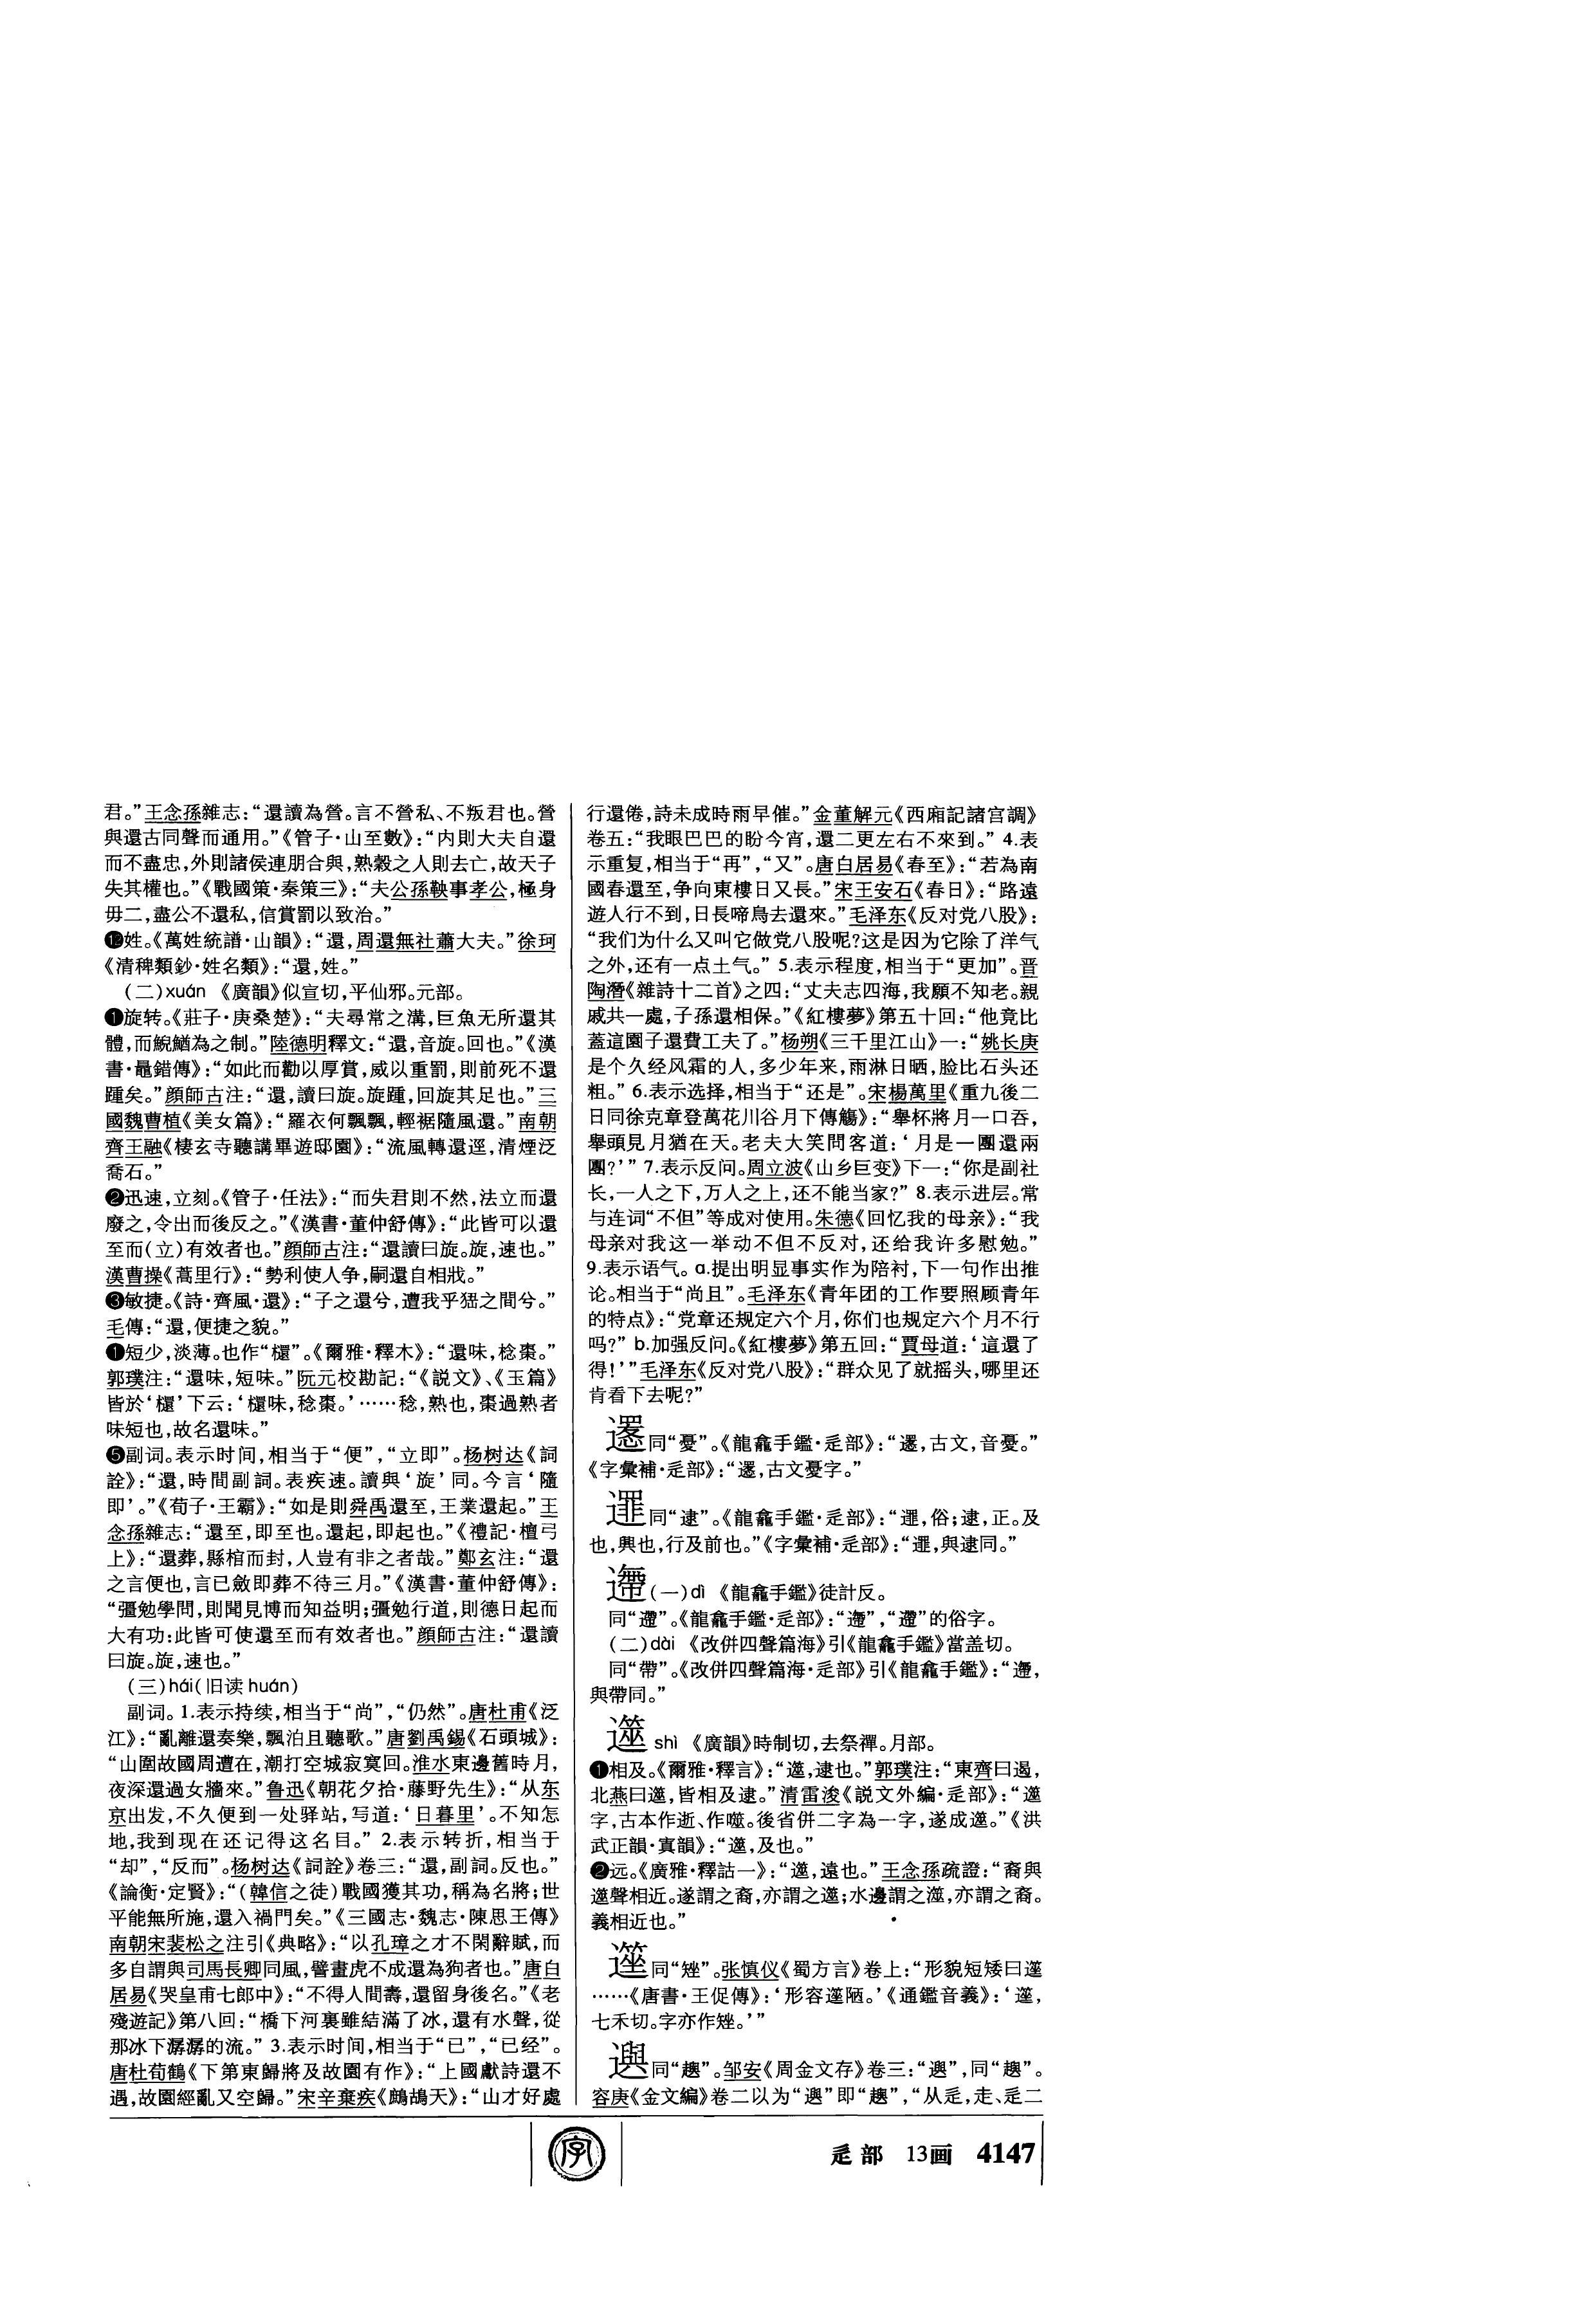 君。”王念孫雜志：“還讀為營。言不營私、不叛君也。營
與還古同聲而通用。”《管子·山至數》：“内則大夫自還
而不盡忠，外則諸侯連朋合與，熟穀之人則去亡，故天子
失其權也。”《戰國策·秦策三》：“夫公孫鞅事孝公，極身
毋二，盡公不還私，信賞罰以致治。”
⓬姓。《萬姓統譜·山韻》：“還，周還無社蕭大夫。”徐珂
《清稗類鈔·姓名類》：“還，姓。”
（二）xuán 《廣韻》似宣切，平仙邪。元部。
❶旋转。《莊子·庚桑楚》：“夫尋常之溝，巨魚无所還其
體，而鯢鰌為之制。”陸德明釋文：“還，音旋。回也。”《漢
書·鼂錯傳》：“如此而勸以厚賞，威以重罰，則前死不還
踵矣。”顔師古注：“還，讀曰旋。旋踵，回旋其足也。”三
國魏曹植《美女篇》：“羅衣何飄飄，輕裾隨風還。”南朝
齊王融《棲玄寺聽講畢遊邸園》：“流風轉還逕，清煙泛
喬石。”
❷迅速，立刻。《管子·任法》：“而失君則不然，法立而還
廢之，令出而後反之。”《漢書·董仲舒傳》：“此皆可以還
至而（立）有效者也。”顔師古注：“還讀曰旋。旋，速也。”
漢曹操《蒿里行》：“勢利使人争，嗣還自相戕。”
❸敏捷。《詩·齊風·還》：“子之還兮，遭我乎猺之間兮。”
毛傳：“還，便捷之貌。”
❶短少，淡薄。也作“檈”。《爾雅·釋木》：“還味，棯棗。”
郭璞注：“還味，短味。”阮元校勘記：“《説文》、《玉篇》
皆於‘檈’下云：‘檈味，稔棗。’……稔，熟也，棗過熟者
味短也，故名還味。”
❺副词。表示时间，相当于“便”，“立即”。杨树达《詞
詮》：“還，時間副詞。表疾速。讀與‘旋’同。今言‘隨
即’。”《荀子·王霸》：“如是則舜禹還至，王業還起。”王
念孫雜志：“還至，即至也。還起，即起也。”《禮記·檀弓
上》：“還葬，縣棺而封，人豈有非之者哉。”鄭玄注：“還
之言便也，言已斂即葬不待三月。”《漢書·董仲舒傳》：
“彊勉學問，則聞見博而知益明；彊勉行道，則德日起而
大有功：此皆可使還至而有效者也。”顔師古注：“還讀
曰旋。旋，速也。”
（三）hái（旧读huán）
副词。1.表示持续，相当于“尚”，“仍然”。唐杜甫《泛
江》：“亂離還奏樂，飄泊且聽歌。”唐劉禹錫《石頭城》：
“山圍故國周遭在，潮打空城寂寞回。淮水東邊舊時月，
夜深還過女牆來。”鲁迅《朝花夕拾·藤野先生》：“从东
京出发，不久便到一处驿站，写道：‘日暮里’。不知怎
地，我到现在还记得这名目。” 2.表示转折，相当于
“却”，“反而”。杨树达《詞詮》卷三：“還，副詞。反也。”
《論衡·定賢》：“（韓信之徒）戰國獲其功，稱為名將；世
平能無所施，還入禍門矣。”《三國志·魏志·陳思王傳》
南朝宋裴松之注引《典略》：“以孔璋之才不閑辭賦，而
多自謂與司馬長卿同風，譬畫虎不成還為狗者也。”唐白
居易《哭皇甫七郎中》：“不得人間壽，還留身後名。”《老
殘遊記》第八回：“橋下河裏雖結滿了冰，還有水聲，從
那冰下潺潺的流。” 3.表示时间，相当于“已”，“已经”。
唐杜荀鶴《下第東歸將及故園有作》：“上國獻詩還不
遇，故園經亂又空歸。”宋辛棄疾《鷓鴣天》：“山才好處
行還倦，詩未成時雨早催。”金董解元《西廂記諸宫調》
卷五：“我眼巴巴的盼今宵，還二更左右不來到。” 4.表
示重复，相当于“再”，“又”。唐白居易《春至》：“若為南
國春還至，争向東樓日又長。”宋王安石《春日》：“路遠
遊人行不到，日長啼鳥去還來。”毛泽东《反对党八股》：
“我们为什么又叫它做党八股呢？这是因为它除了洋气
之外，还有一点土气。” 5.表示程度，相当于“更加”。晋
陶潛《雜詩十二首》之四：“丈夫志四海，我願不知老。親
戚共一處，子孫還相保。”《紅樓夢》第五十回：“他竟比
蓋這園子還費工夫了。”杨朔《三千里江山》一：“姚长庚
是个久经风霜的人，多少年来，雨淋日晒，脸比石头还
粗。” 6.表示选择，相当于“还是”。宋楊萬里《重九後二
日同徐克章登萬花川谷月下傳觴》：“舉杯將月一口吞，
舉頭見月猶在天。老夫大笑問客道：‘月是一團還兩
團？’” 7.表示反问。周立波《山乡巨变》下一：“你是副社
长，一人之下，万人之上，还不能当家？” 8.表示进层。常
与连词“不但”等成对使用。朱德《回忆我的母亲》：“我
母亲对我这一举动不但不反对，还给我许多慰勉。”
9.表示语气。a.提出明显事实作为陪衬，下一句作出推
论。相当于“尚且”。毛泽东《青年团的工作要照顾青年
的特点》：“党章还规定六个月，你们也规定六个月不行
吗？” b.加强反问。《紅樓夢》第五回：“賈母道：‘這還了
得！’”毛泽东《反对党八股》：“群众见了就摇头，哪里还
肯看下去呢？”
同“憂”。《龍龕手鑑·辵部》：“，古文，音憂。”
《字彙補·辵部》：“，古文憂字。”
同“逮”。《龍龕手鑑·辵部》：“，俗；逮，正。及
也，興也，行及前也。”《字彙補·辵部》：“，與逮同。”
（一）dì 《龍龕手鑑》徒計反。
同“遰”。《龍龕手鑑·辵部》：“”，“遰”的俗字。
（二）dài 《改併四聲篇海》引《龍龕手鑑》當盖切。
同“帶”。《改併四聲篇海·辵部》引《龍龕手鑑》：“，
與帶同。”
遾 shì 《廣韻》時制切，去祭禪。月部。
❶相及。《爾雅·釋言》：“遾，逮也。”郭璞注：“東齊曰遏，
北燕曰遾，皆相及逮。”清雷浚《説文外編·辵部》：“遾
字，古本作逝、作噬。後省併二字為一字，遂成遾。”《洪
武正韻·寘韻》：“遾，及也。”
❷远。《廣雅·釋詁一》：“遾，遠也。”王念孫疏證：“裔與
遾聲相近。遂謂之裔，亦謂之遾；水邊謂之澨，亦謂之裔。
義相近也。”
同“矬”。张慎仪《蜀方言》卷上：“形貌短矮曰
……《唐書·王伾傳》：‘形容陋。’《通鑑音義》：‘，
七禾切。字亦作矬。’”
同“趣”。邹安《周金文存》卷三：“”，同“”。
容庚《金文編》卷二以为“”即“”，“从辵，走、辵二
字
辵部 13画 4147